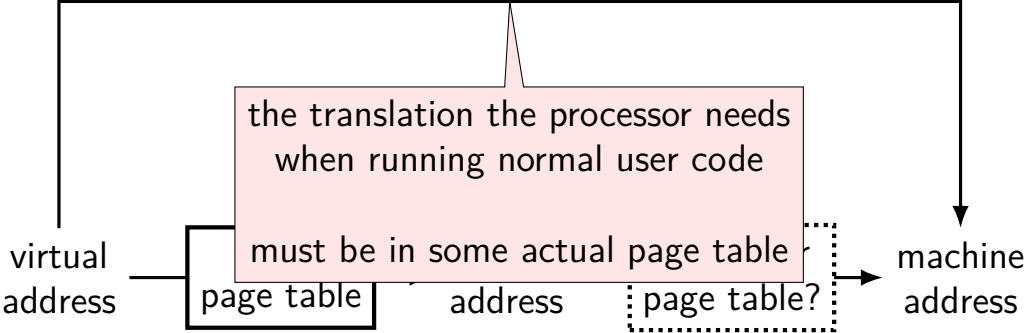 the translation the processor needs
when running normal user code
must be in some actual page table
virtual
address
page table
address
page table?
machine
address